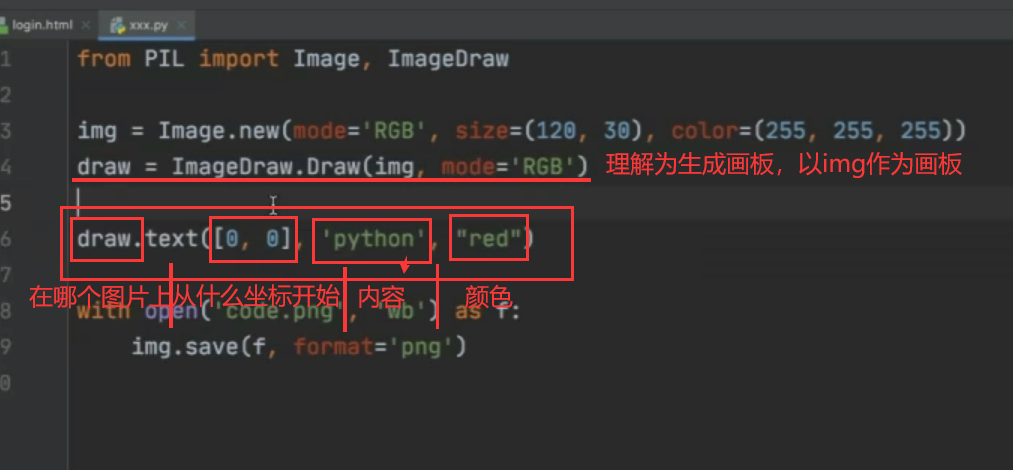 login.html × xxx.py ×
1 from PIL import Image, ImageDraw
2
3 img = Image.new(mode='RGB', size=(120, 30), color=(255, 255, 255))
4 draw = ImageDraw.Draw(img, mode='RGB') 理解为生成画板，以img作为画板
5
6 draw.text([0, 0], 'python', "red")
7
在哪个图片上 从什么坐标开始 内容 颜色
8 with open('code.png', 'wb') as f:
9 img.save(f, format='png')
0